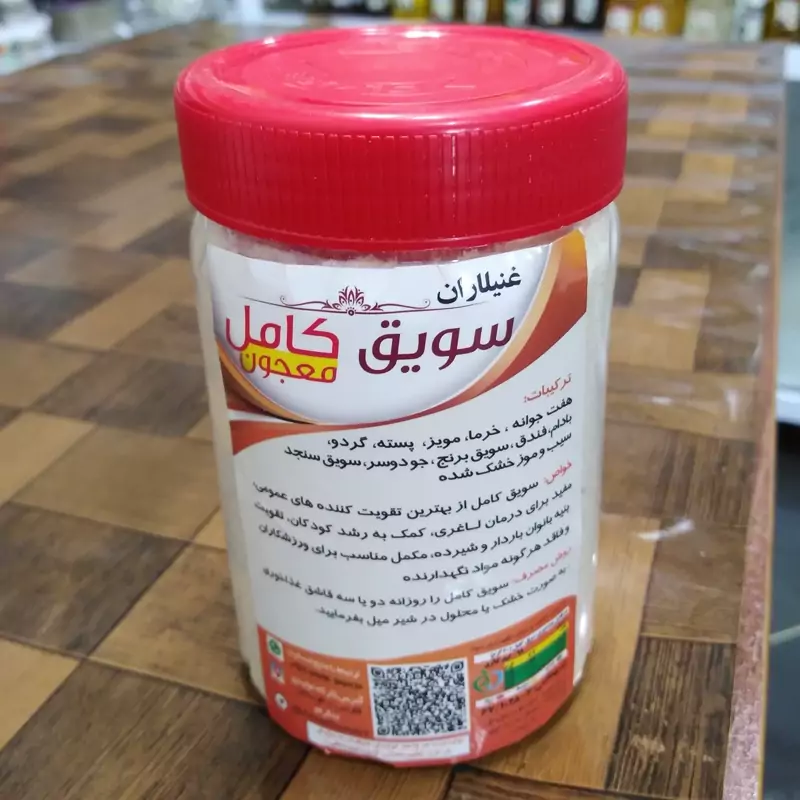 غنیلاران
سویق کامل
معجون
ترکیبات:
هفت جوانه ، خرما، مویز، پسته، گردو،
بادام، فندق، سویق برنج، جودوسر، سویق سنجد
سیب و موز خشک شده
خواص: سویق کامل از بهترین تقویت کننده های عمومی؛
مفید برای درمان لاغری، کمک به رشد کودکان، تقویت
بنیه بانوان باردار و شیرده، مکمل مناسب برای ورزشکاران
و فاقد هرگونه مواد نگهدارنده
روش مصرف: سویق کامل را روزانه دو یا سه قاشق غذاخوری
به صورت خشک یا محلول در شیر میل بفرمایید.